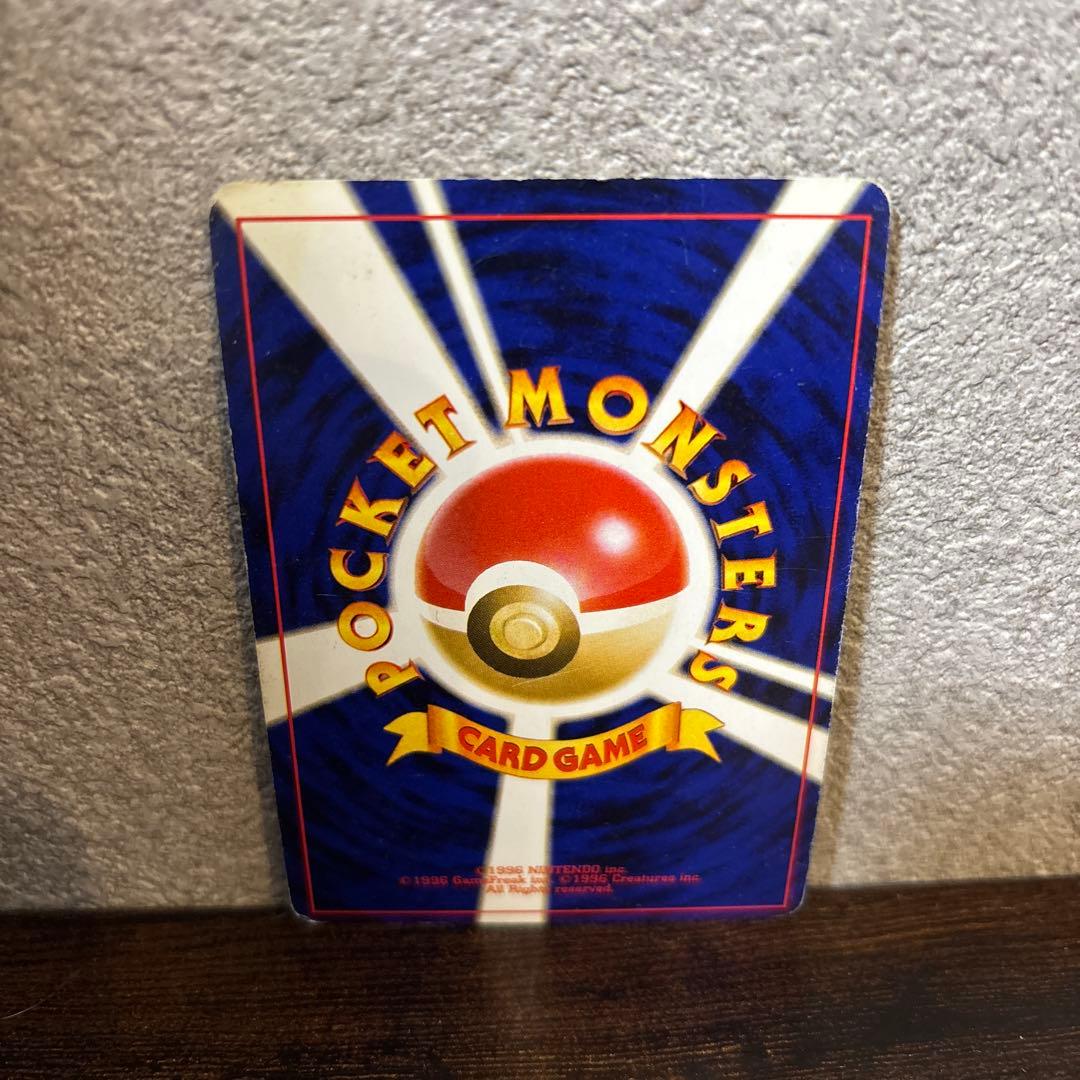 POCKET MONSTERS
CARD GAME
©1996 NINTENDO inc.
©1996 GameFreak inc. ©1996 Creatures inc.
All Rights reserved.